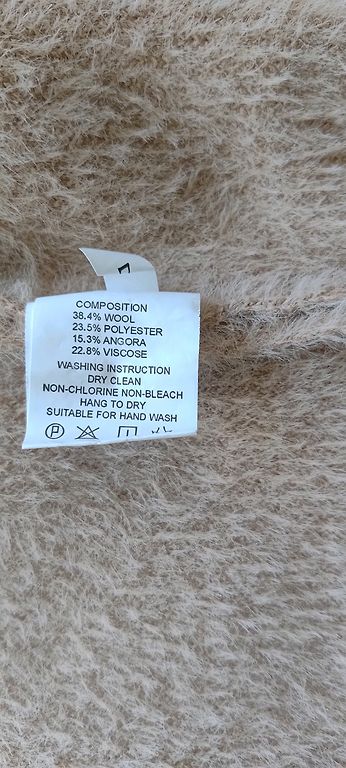 COMPOSITION
38.4% WOOL
23.5% POLYESTER
15.3% ANGORA
22.8% VISCOSE
WASHING INSTRUCTION
DRY CLEAN
NON-CHLORINE NON-BLEACH
HANG TO DRY
SUITABLE FOR HAND WASH
P